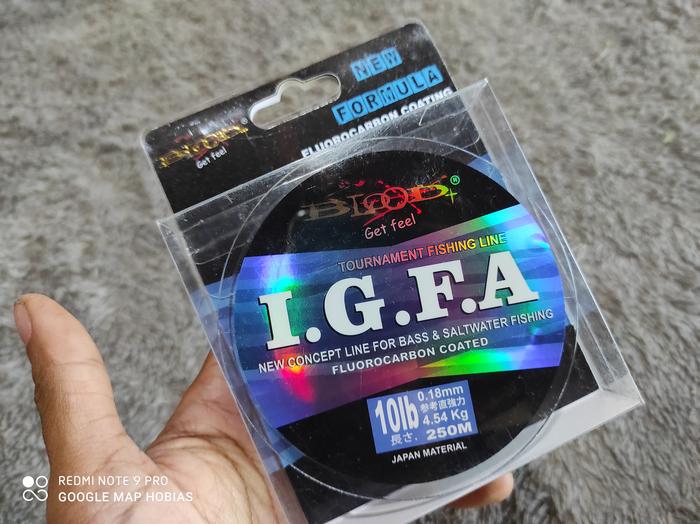 NEW
FORMULA
FLUOROCARBON COATING
BLOOD
Get feel
BLOOD ®
Get feel
TOURNAMENT FISHING LINE
I.G.F.A
NEW CONCEPT LINE FOR BASS & SALTWATER FISHING
FLUOROCARBON COATED
10lb 0.18mm
参考直強力
4.54 Kg
長さ. 250M
JAPAN MATERIAL
REDMI NOTE 9 PRO
GOOGLE MAP HOBIAS